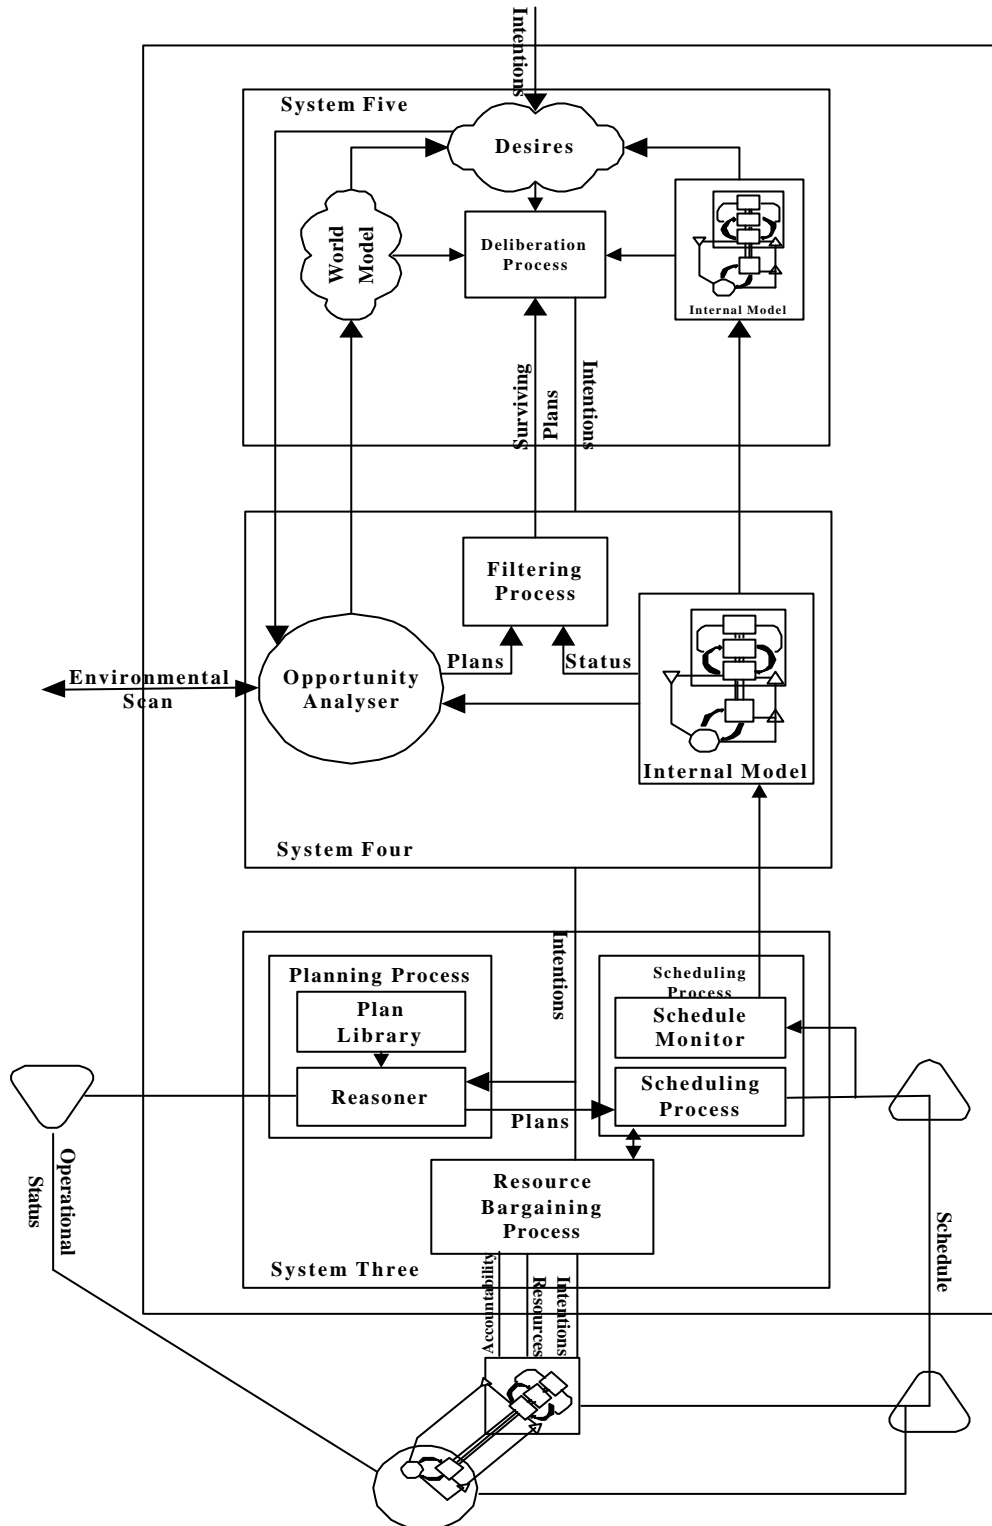 Intentions
System Five
Desires
World
Model
Deliberation
Process
Internal Model
Surviving
Plans
Intentions
Filtering
Process
Plans
Status
Environmental
Scan
Opportunity
Analyser
Internal Model
System Four
Intentions
Planning Process
Plan
Library
Reasoner
Plans
Scheduling
Process
Schedule
Monitor
Scheduling
Process
Operational
Status
Resource
Bargaining
Process
System Three
Schedule
Accountability
Resources
Intentions